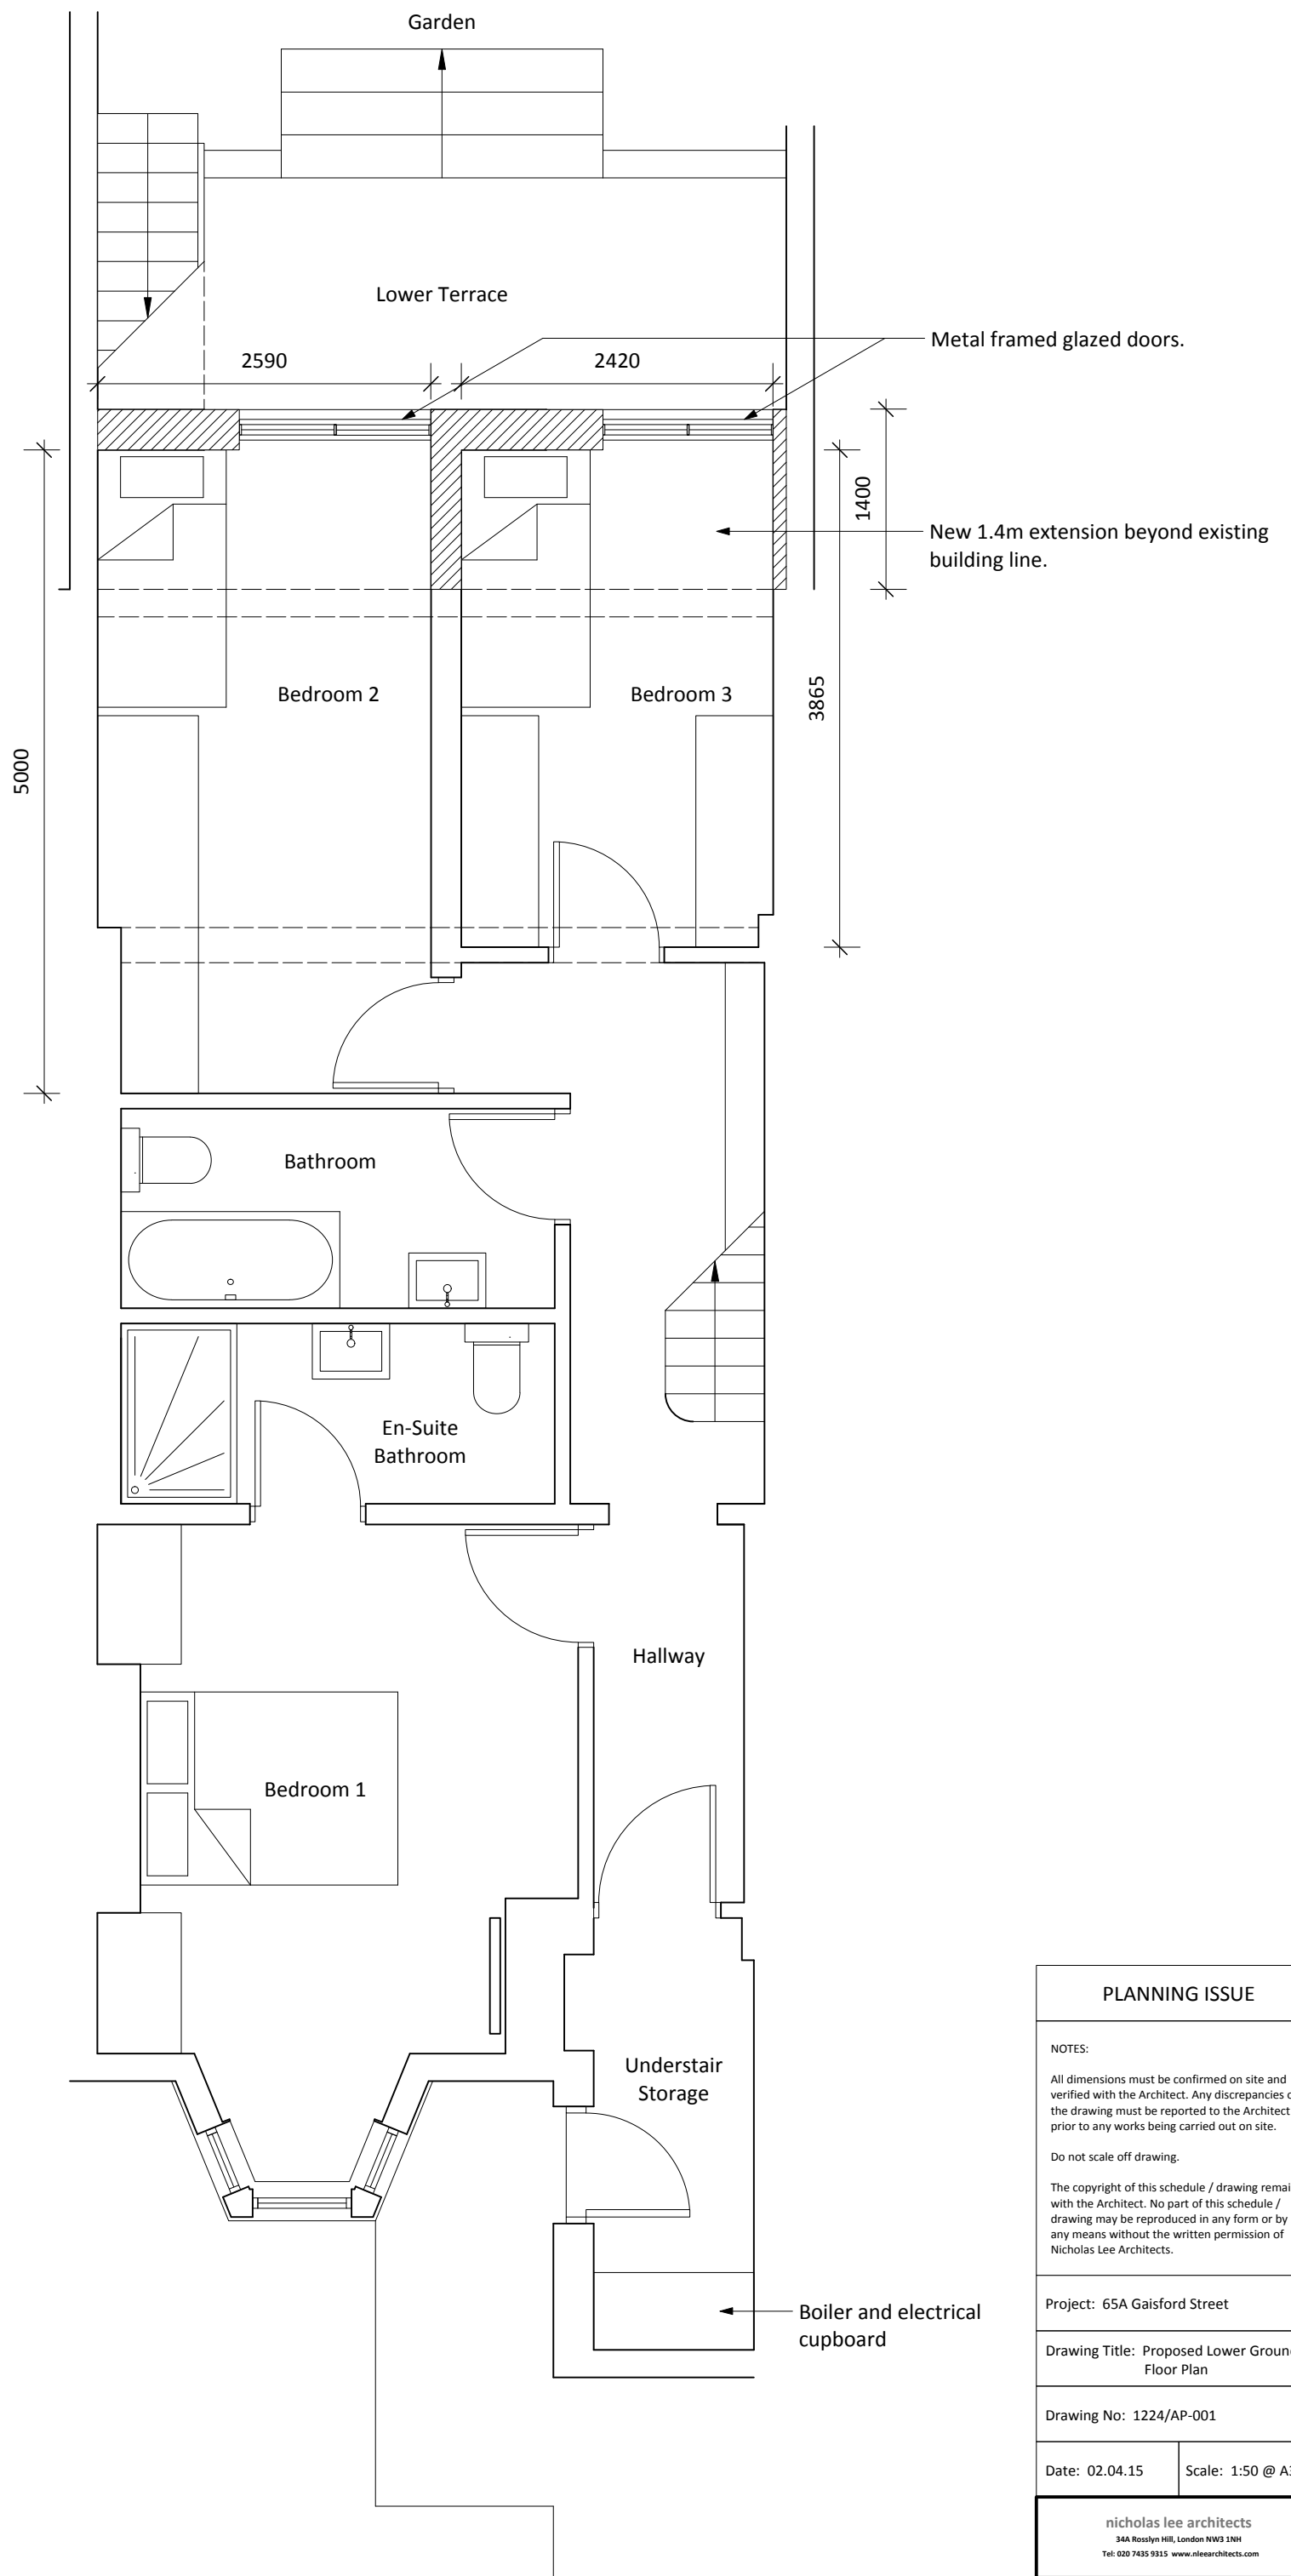 Garden
Lower Terrace
Metal framed glazed doors.
2590
2420
1400
New 1.4m extension beyond existing
building line.
Bedroom 2
Bedroom 3
3865
5000
Bathroom
En-Suite
Bathroom
Hallway
Bedroom 1
Understair
Storage
Boiler and electrical
cupboard
PLANNING ISSUE
NOTES:
All dimensions must be confirmed on site and
verified with the Architect. Any discrepancies
the drawing must be reported to the Architect
prior to any works being carried out on site.
Do not scale off drawing.
The copyright of this schedule / drawing
with the Architect. No part of this schedule /
drawing may be reproduced in any form or by
any means without the written permission of
Nicholas Lee Architects.
Project: 65A Gaisford Street
Drawing Title: Proposed Lower
Floor Plan
Drawing No: 1224/AP-001
Date: 02.04.15
Scale: 1:50 @
nicholas lee architects
34A Rosslyn Hill, London NW3 1NH
Tel: 020 7435 9315 www.nleearchitects.com